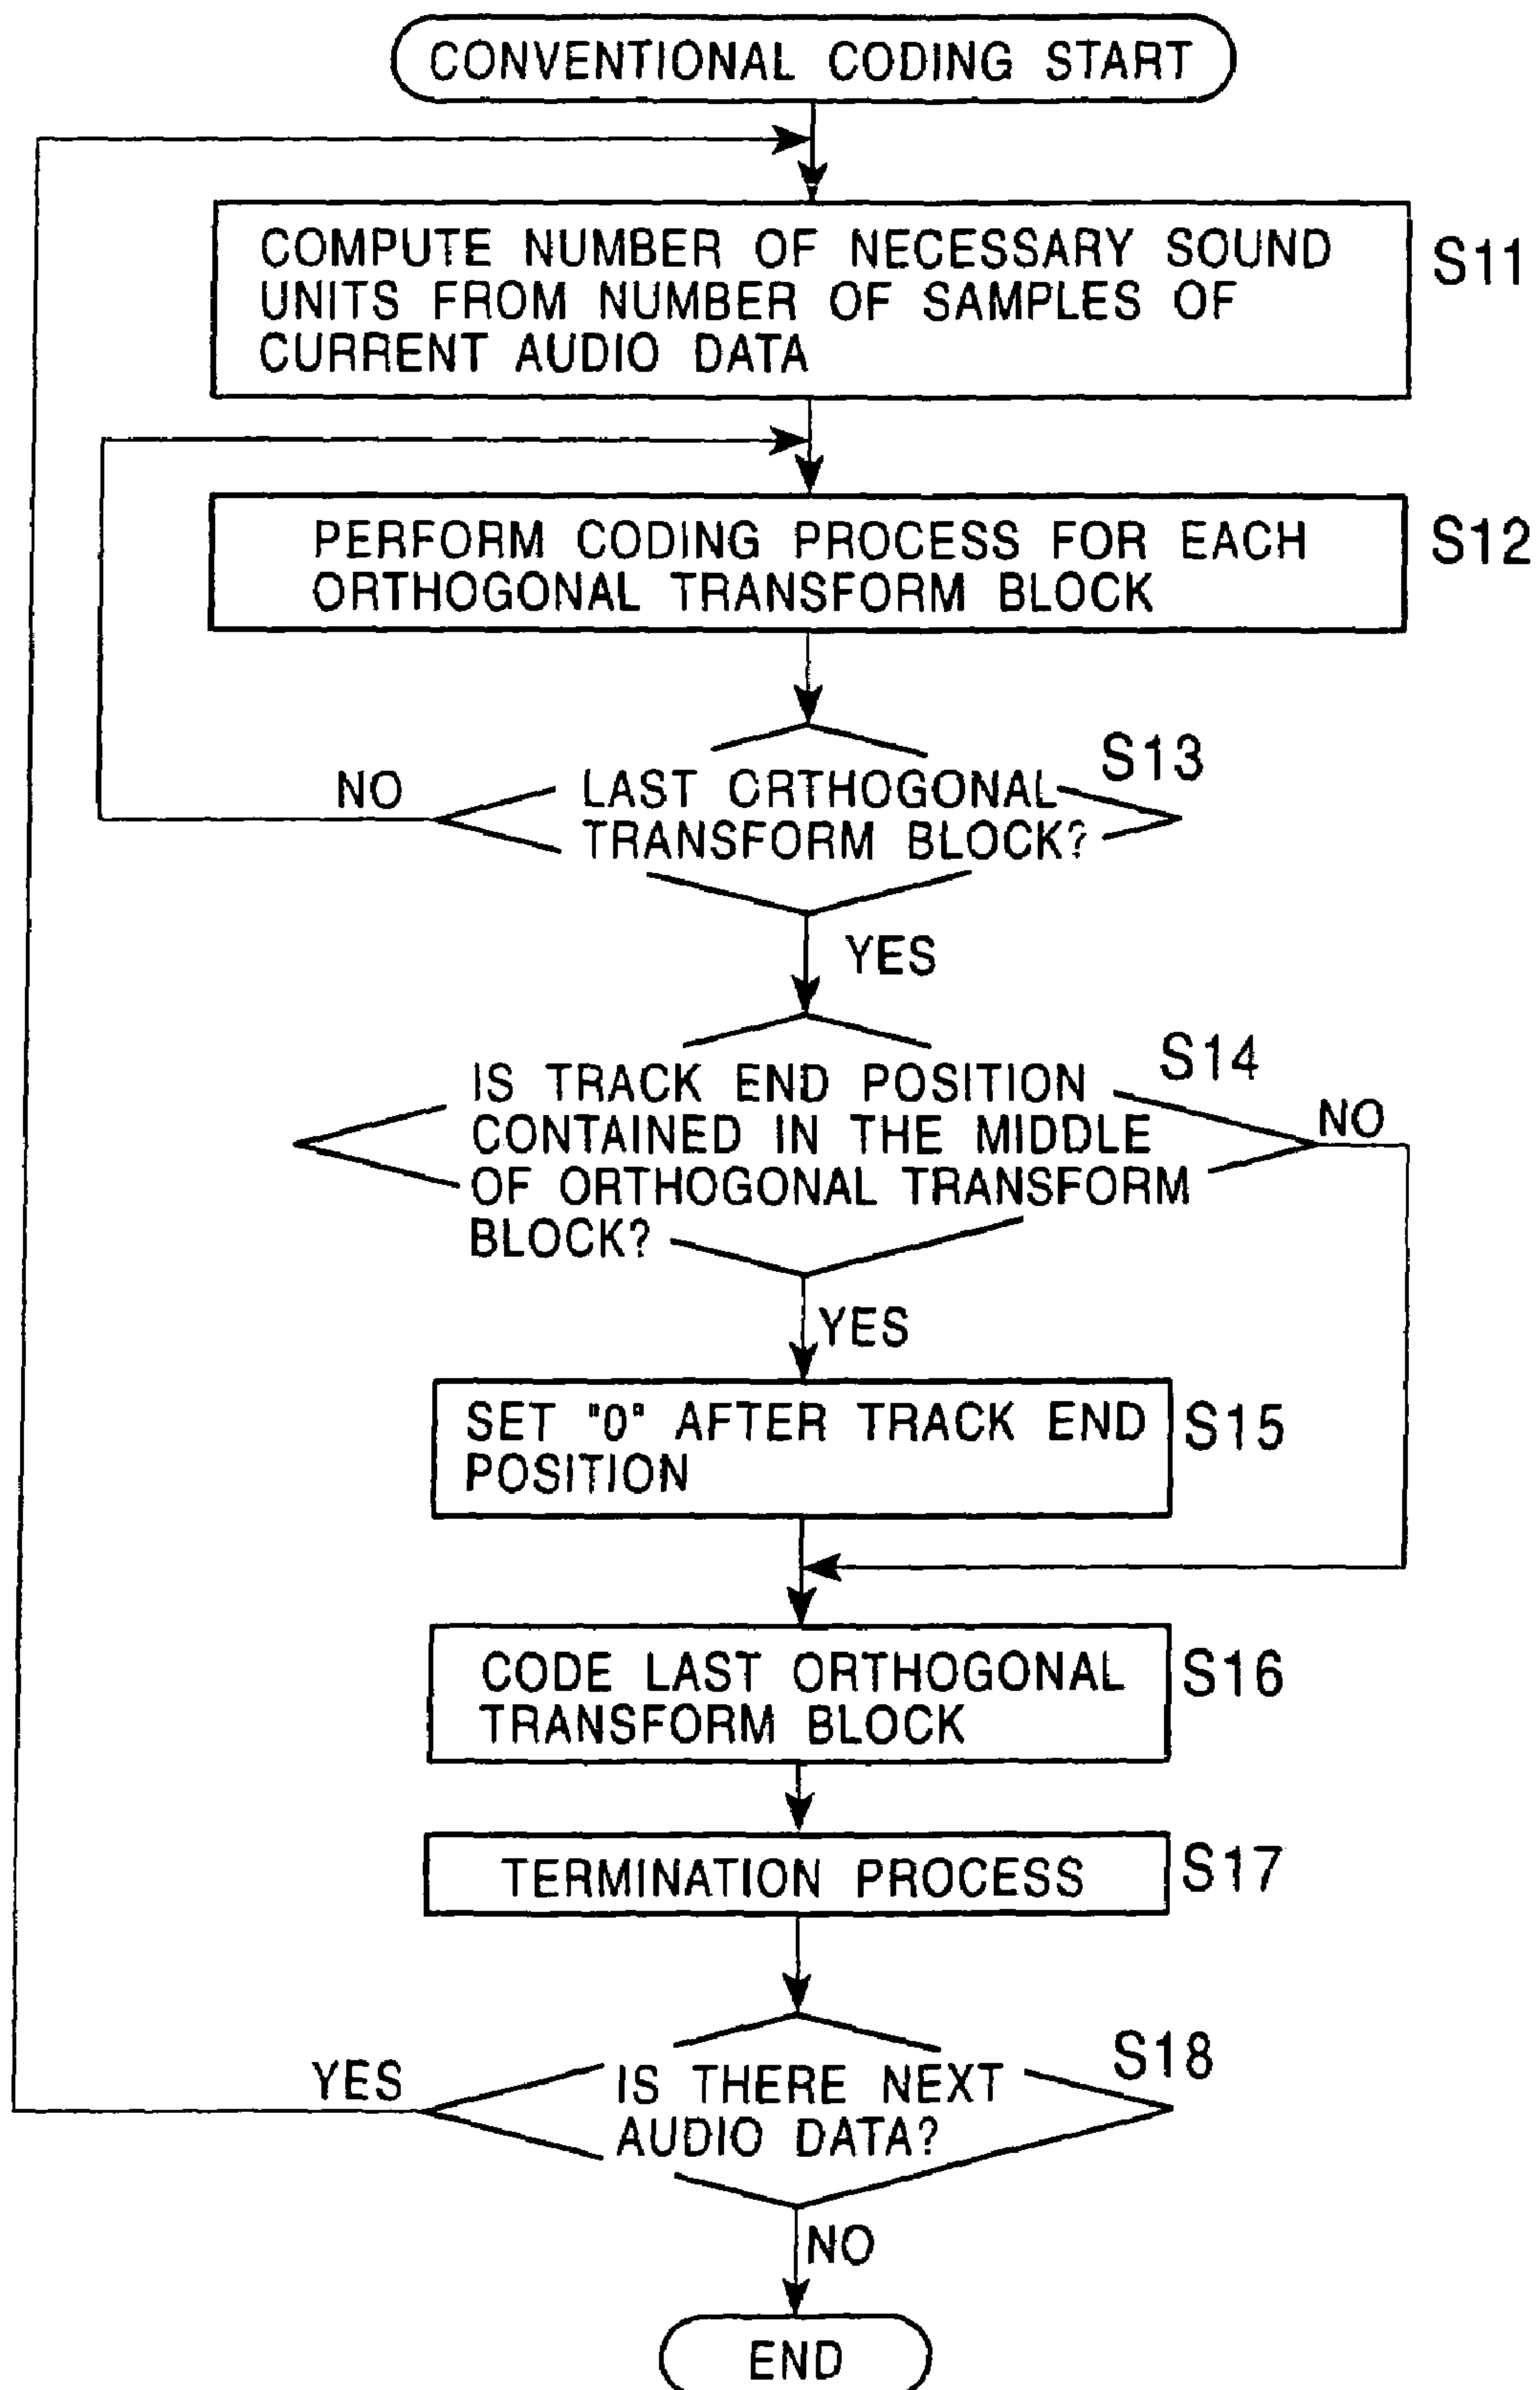 CONVENTIONAL CODING START
COMPUTE NUMBER OF NECESSARY SOUND
UNITS FROM NUMBER OF SAMPLES OF
CURRENT AUDIO DATA
S11
PERFORM CODING PROCESS FOR EACH
ORTHOGONAL TRANSFORM BLOCK
S12
S13
NO
LAST CRTHOGONAL
TRANSFORM BLOCK?
YES
S14
IS TRACK END POSITION
CONTAINED IN THE MIDDLE
OF ORTHOGONAL TRANSFORM
BLOCK?
NO
YES
SET "0" AFTER TRACK END
POSITION
S15
CODE LAST ORTHOGONAL
TRANSFORM BLOCK
S16
TERMINATION PROCESS
S17
S18
YES
IS THERE NEXT
AUDIO DATA?
NO
END